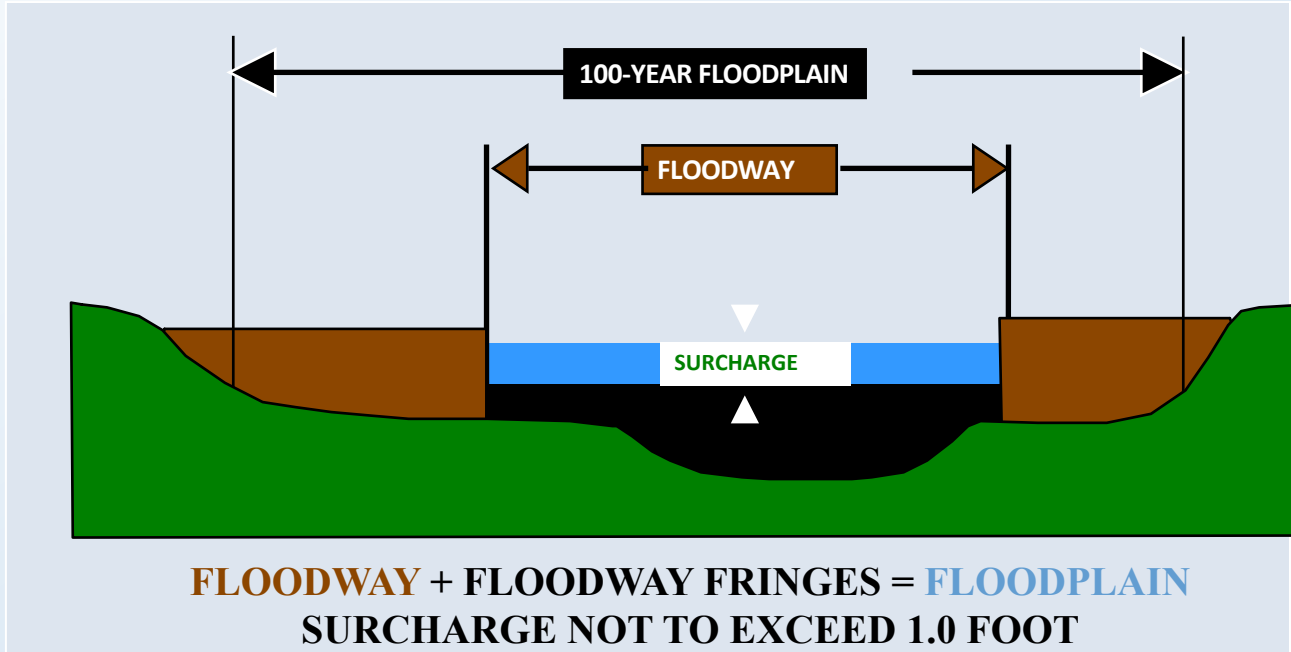 100-YEAR FLOODPLAIN
FLOODWAY
SURCHARGE
FLOODWAY + FLOODWAY FRINGES = FLOODPLAIN
SURCHARGE NOT TO EXCEED 1.0 FOOT